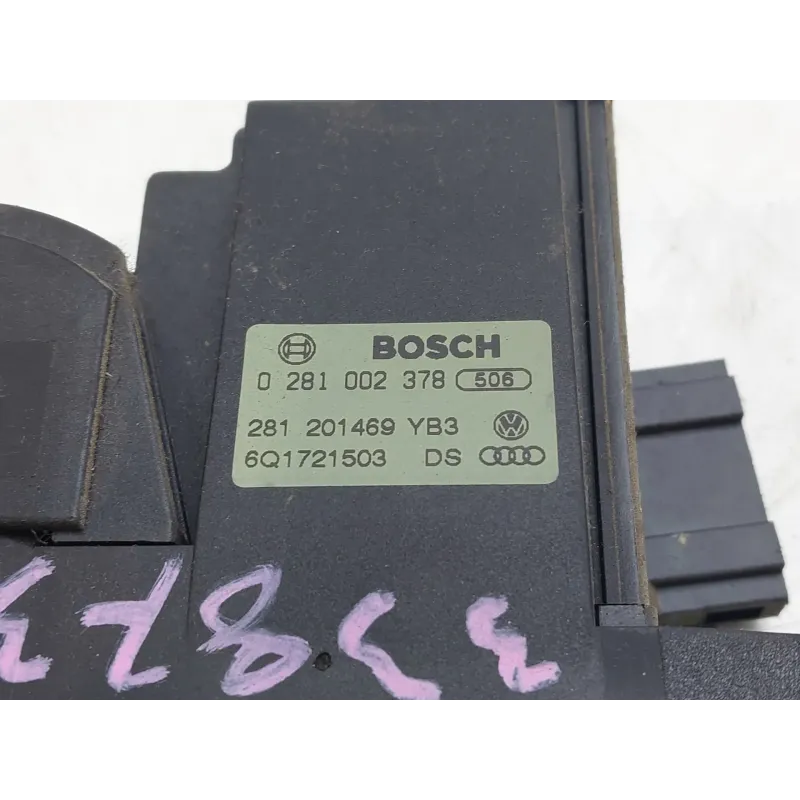 BOSCH
0 281 002 378 506
281 201469 YB3
6Q1721503 DS